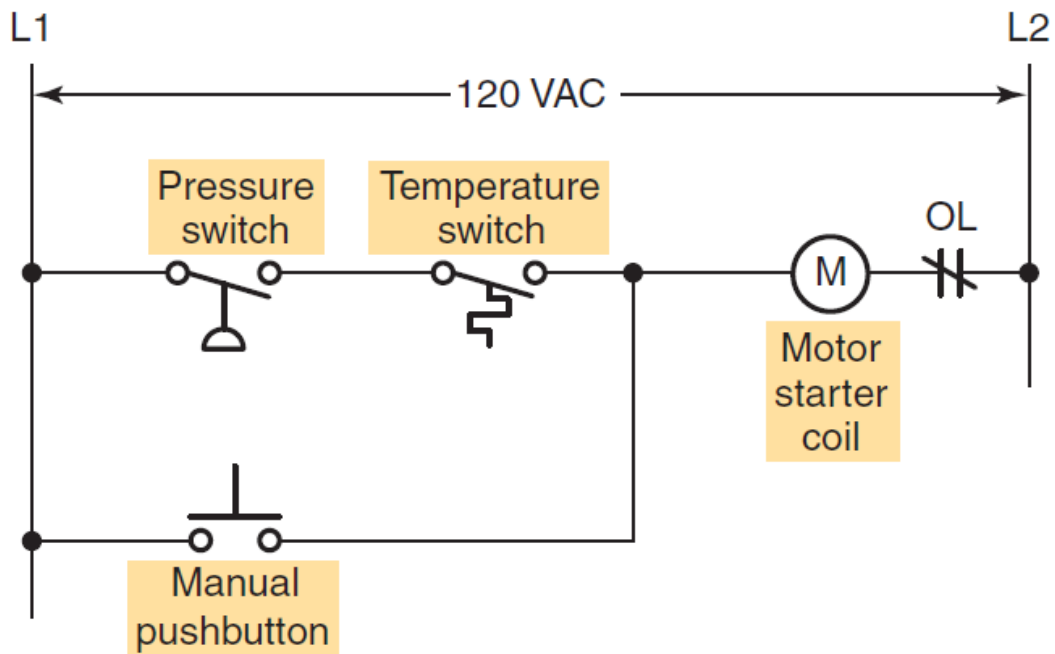 L1
L2
120 VAC
Pressure
switch
Temperature
switch
OL
M
Motor
starter
coil
Manual
pushbutton